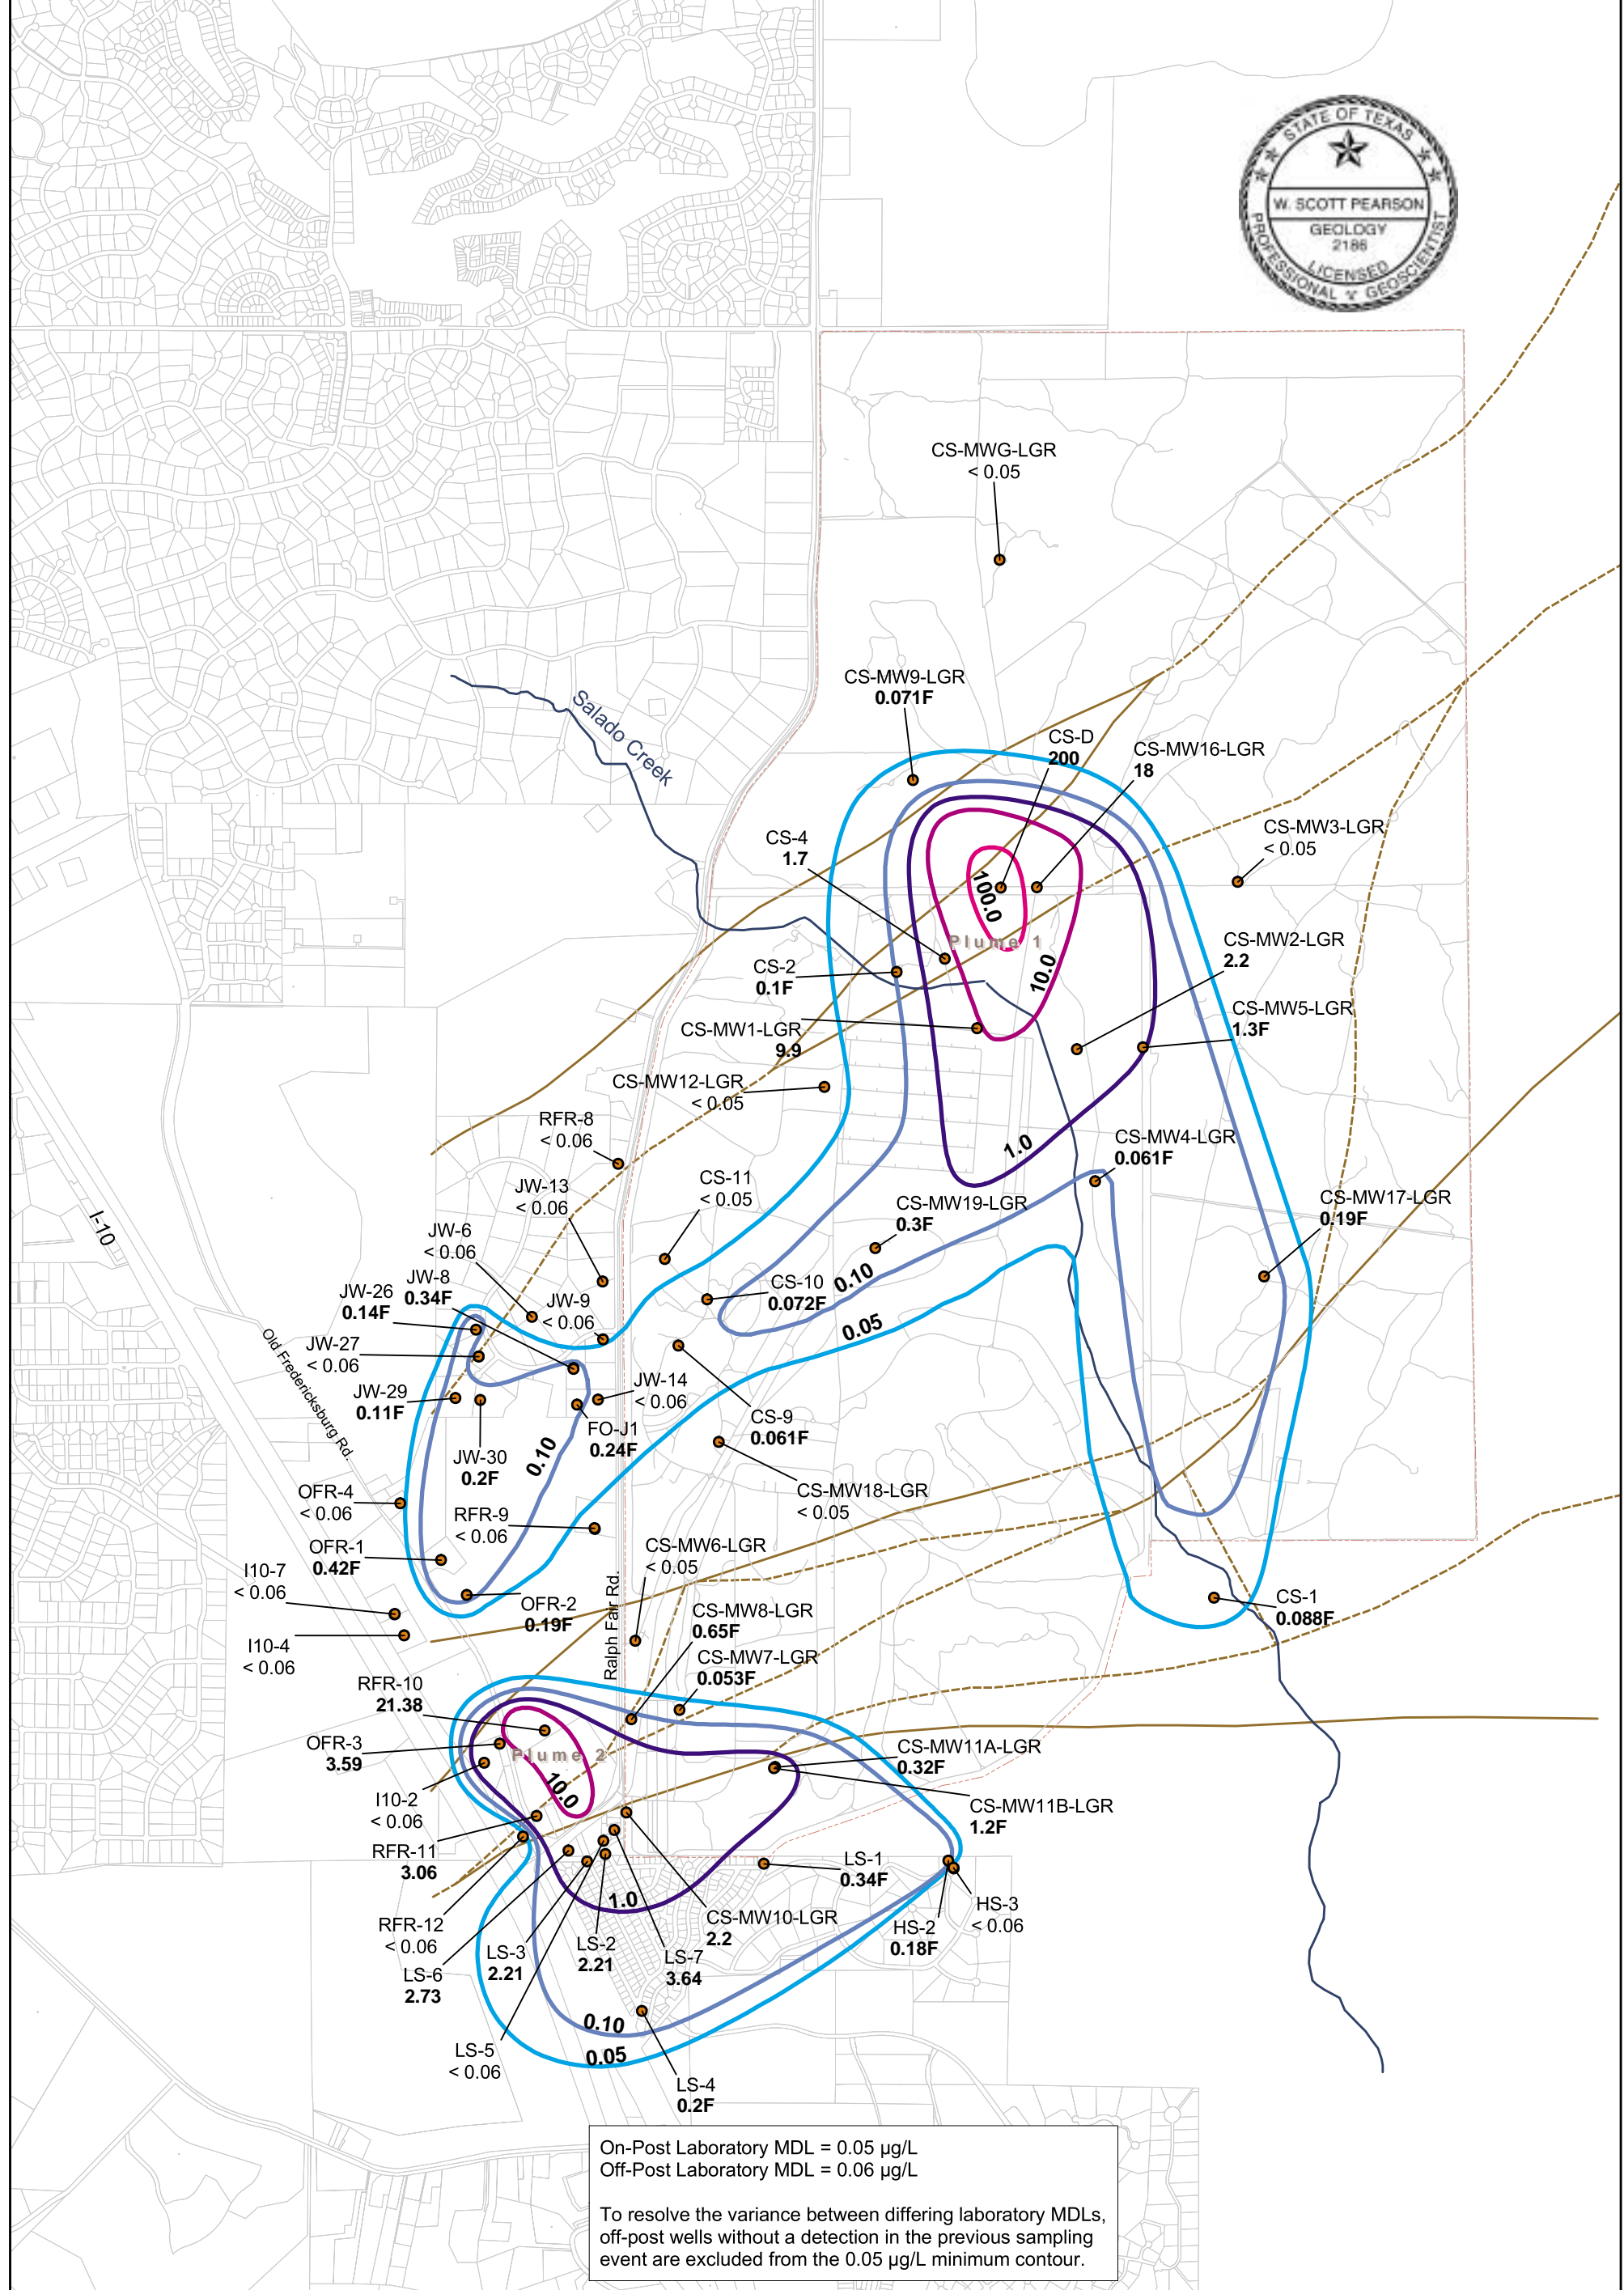 STATE OF TEXAS
W. SCOTT PEARSON
GEOLOGY
2186
LICENSED
PROFESSIONAL GEOSCIENTIST
CS-MWG-LGR
< 0.05
CS-MW9-LGR
0.071F
Salado Creek
CS-D
200
CS-MW16-LGR
18
CS-4
1.7
CS-MW3-LGR
< 0.05
100.0
Plume 1
10.0
CS-MW2-LGR
2.2
CS-2
0.1F
CS-MW5-LGR
1.3F
CS-MW1-LGR
9.9
CS-MW12-LGR
< 0.05
RFR-8
< 0.06
1.0
CS-MW4-LGR
0.061F
CS-11
< 0.05
JW-13
< 0.06
CS-MW19-LGR
0.3F
CS-MW17-LGR
0.19F
I-10
JW-6
< 0.06
JW-8
0.34F
JW-26
0.14F
JW-9
< 0.06
CS-10
0.072F
0.10
0.05
Old Fredericksburg Rd.
JW-27
< 0.06
JW-29
0.11F
JW-14
< 0.06
CS-9
0.061F
FO-J1
0.24F
JW-30
0.2F
0.10
OFR-4
< 0.06
CS-MW18-LGR
< 0.05
RFR-9
< 0.06
OFR-1
0.42F
CS-MW6-LGR
< 0.05
I10-7
< 0.06
OFR-2
0.19F
Ralph Fair Rd.
CS-1
0.088F
CS-MW8-LGR
0.65F
I10-4
< 0.06
CS-MW7-LGR
0.053F
RFR-10
21.38
OFR-3
3.59
Plume 2
10.0
CS-MW11A-LGR
0.32F
I10-2
< 0.06
CS-MW11B-LGR
1.2F
RFR-11
3.06
LS-1
0.34F
1.0
RFR-12
< 0.06
CS-MW10-LGR
2.2
HS-3
< 0.06
HS-2
0.18F
LS-3
2.21
LS-2
2.21
LS-7
3.64
LS-6
2.73
0.10
0.05
LS-5
< 0.06
LS-4
0.2F
On-Post Laboratory MDL = 0.05 µg/L
Off-Post Laboratory MDL = 0.06 µg/L
To resolve the variance between differing laboratory MDLs,
off-post wells without a detection in the previous sampling
event are excluded from the 0.05 µg/L minimum contour.